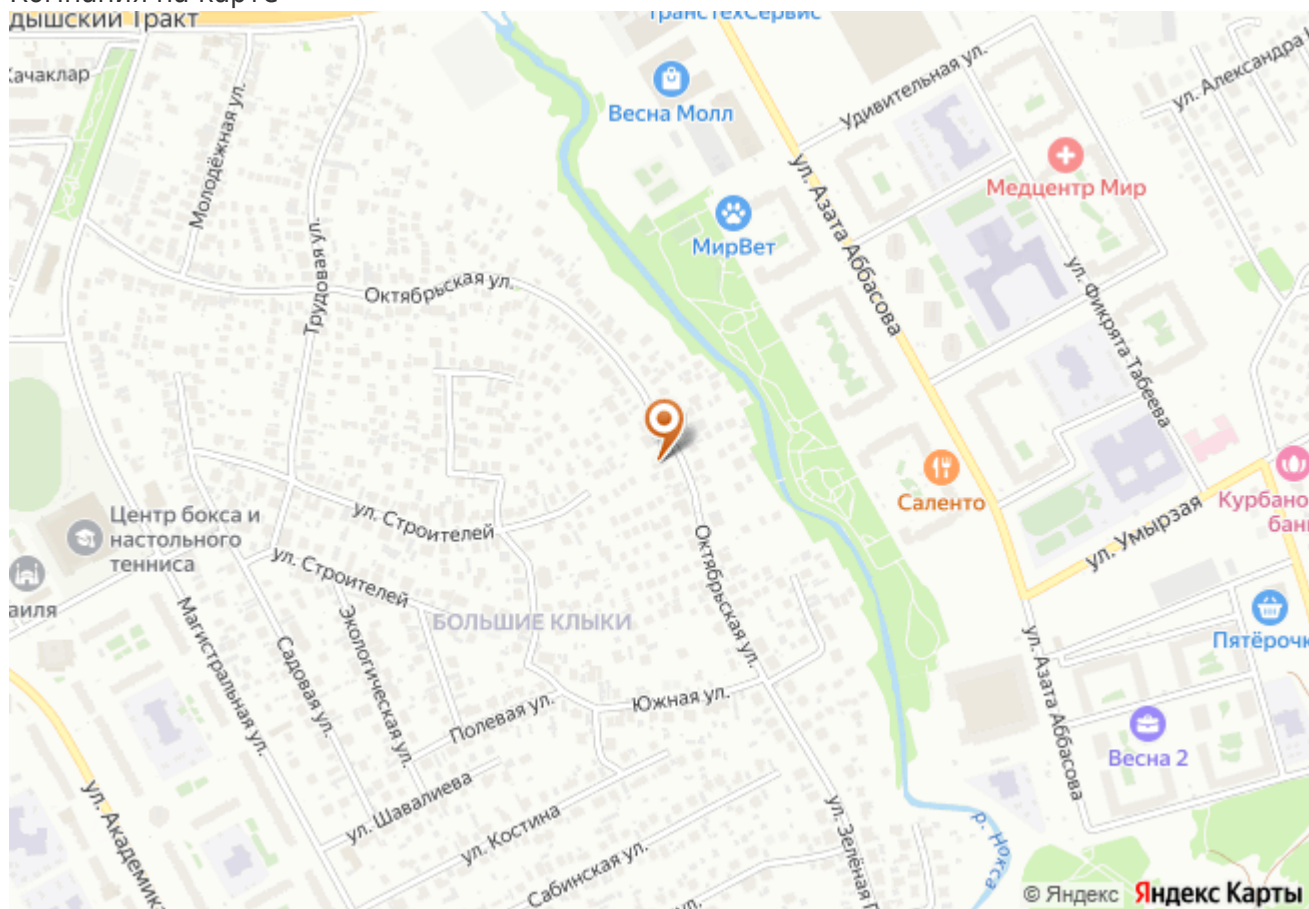 дышский Тракт
ТрансТехСервис
Качаклар
Молодёжная ул.
Весна Молл
Удивительная ул.
ул. Александра
Трудовая ул.
ул. Азата Аббасова
Медцентр Мир
МирВет
Октябрьская ул.
ул. Фикрята Табеева
Саленто
Центр бокса и
настольного
тенниса
ул. Строителей
Октябрьская ул.
ул. Умырзая
Курбано
бан
аиля
ул. Строителей
БОЛЬШИЕ КЛЫКИ
Пятёрочк
Магистральная ул.
Садовая ул.
Экологическая ул.
Полевая ул.
Южная ул.
ул. Азата Аббасова
Весна 2
ул. Шавалиева
ул. Костина
ул. Академик
Сабинская ул.
ул. Зелёная
р. Нокса
ул.
© Яндекс Яндекс Карты